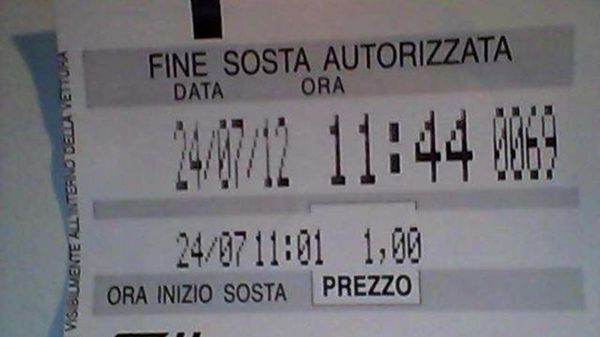 FINE SOSTA AUTORIZZATA
DATA ORA
24/07/12 11:44 0069
24/07 11:01 1,00
ORA INIZIO SOSTA PREZZO
VISIBILMENTE ALL'INTERNO DELLA VETTURA